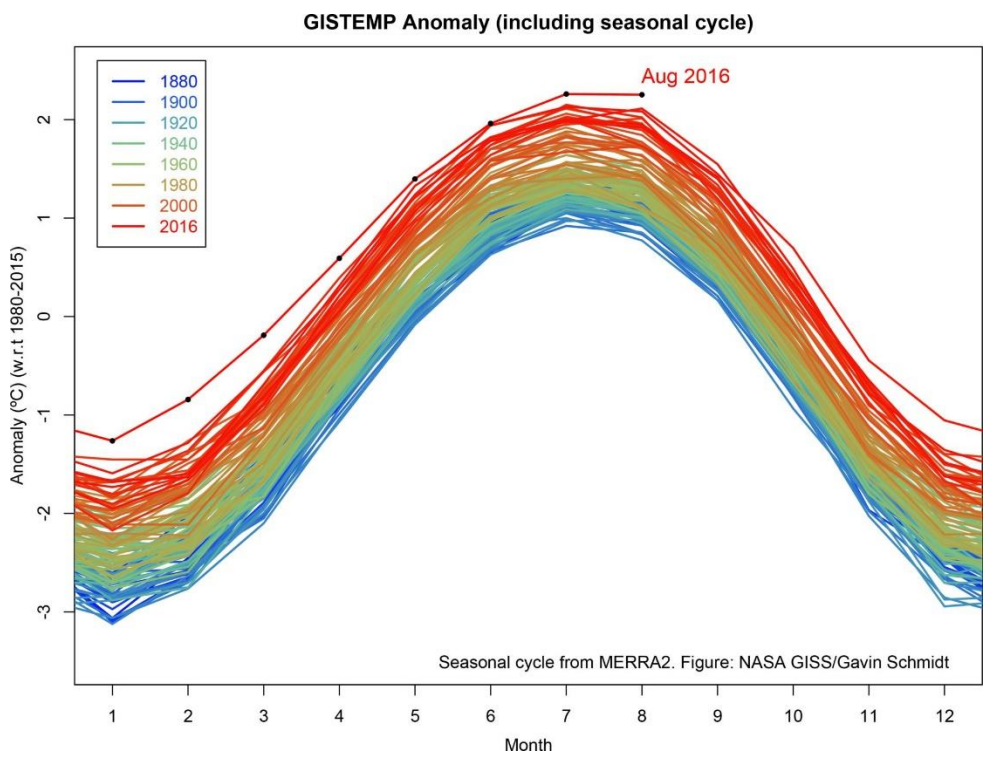 GISTEMP Anomaly (including seasonal cycle)
Aug 2016
1880
1900
1920
1940
1960
1980
2000
2016
Anomaly (ºC) (w.r.t 1980-2015)
2
1
0
-1
-2
-3
Seasonal cycle from MERRA2. Figure: NASA GISS/Gavin Schmidt
1 2 3 4 5 6 7 8 9 10 11 12
Month